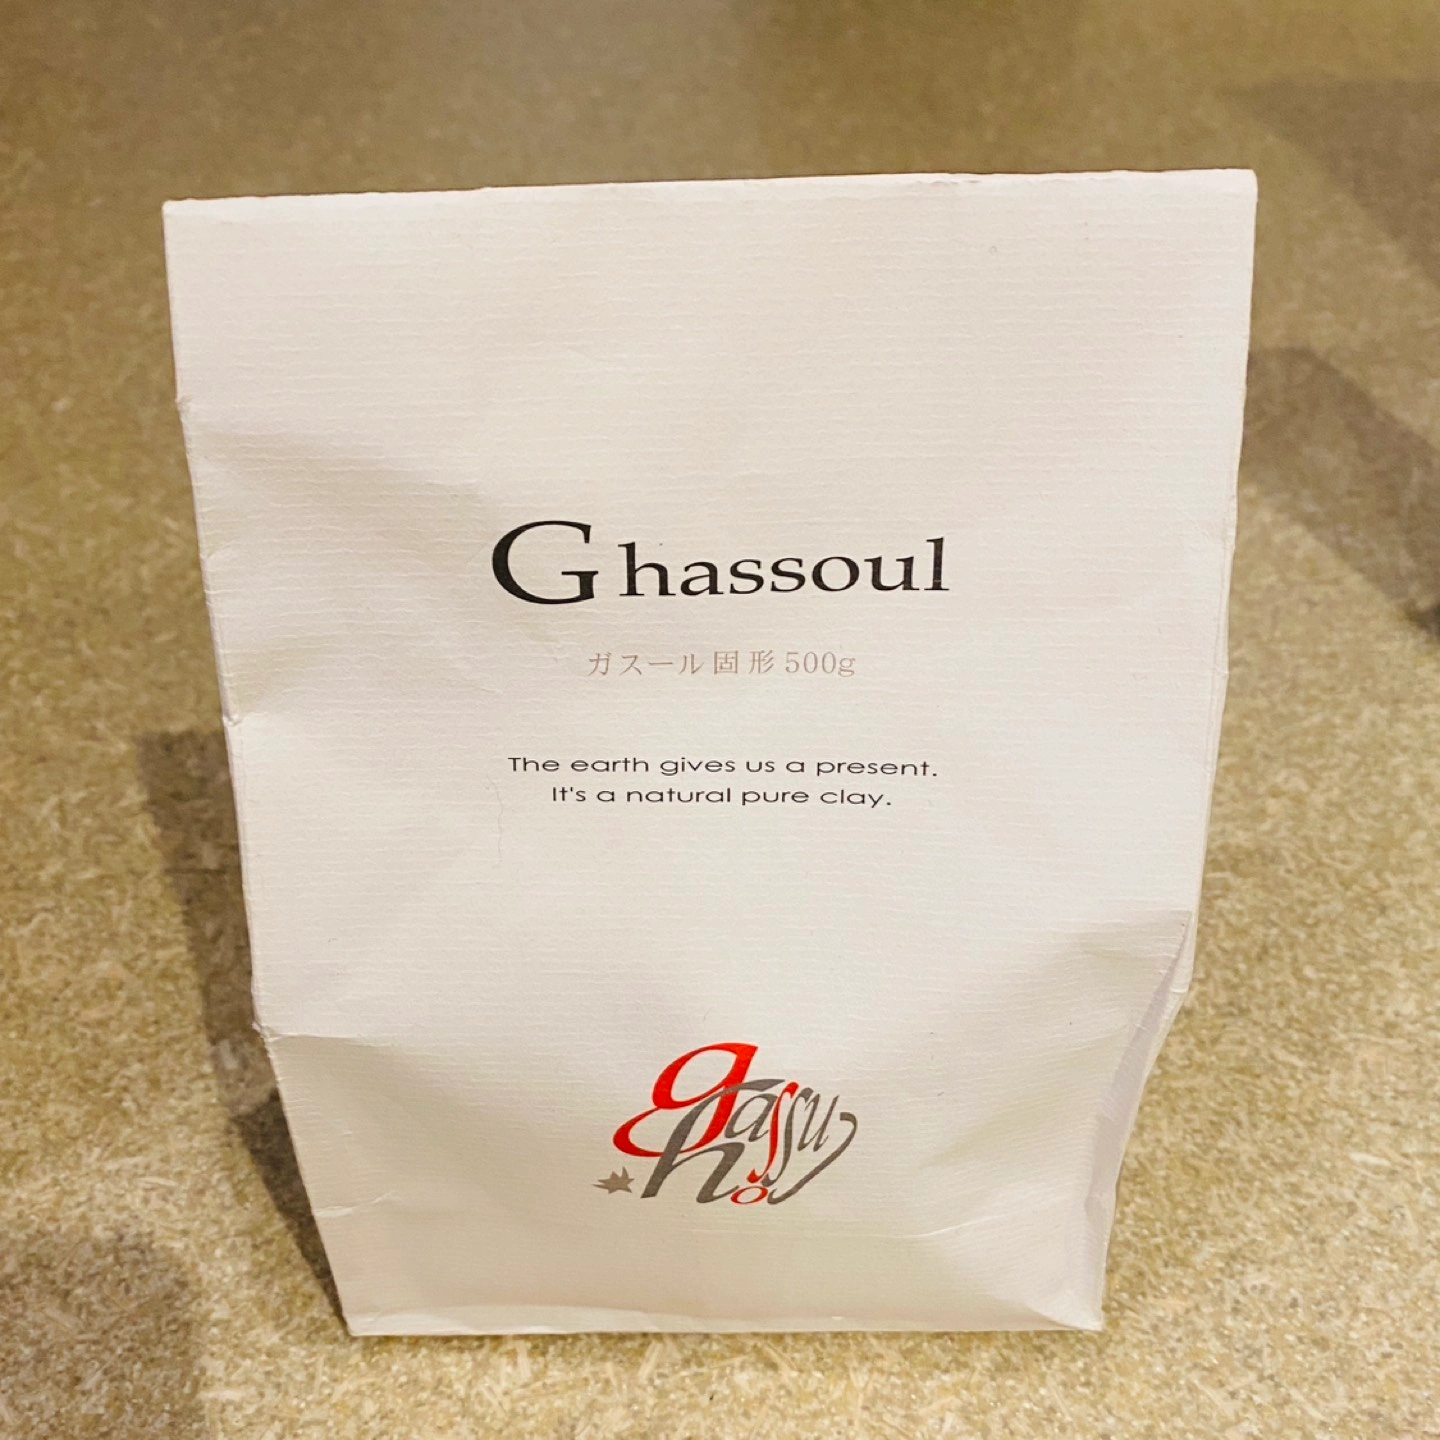 Ghassoul
ガスール固形500g
The earth gives us a present.
It's a natural pure clay.
ghassoul